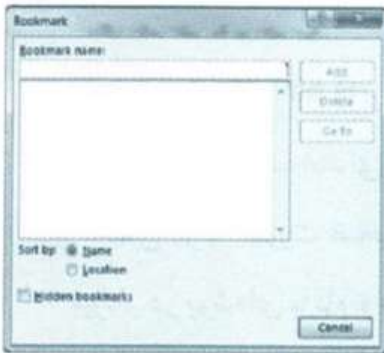 Bookmark
Bookmark name:
Add
Delete
Go To
Sort by: Name
Location
Hidden bookmarks
Cancel